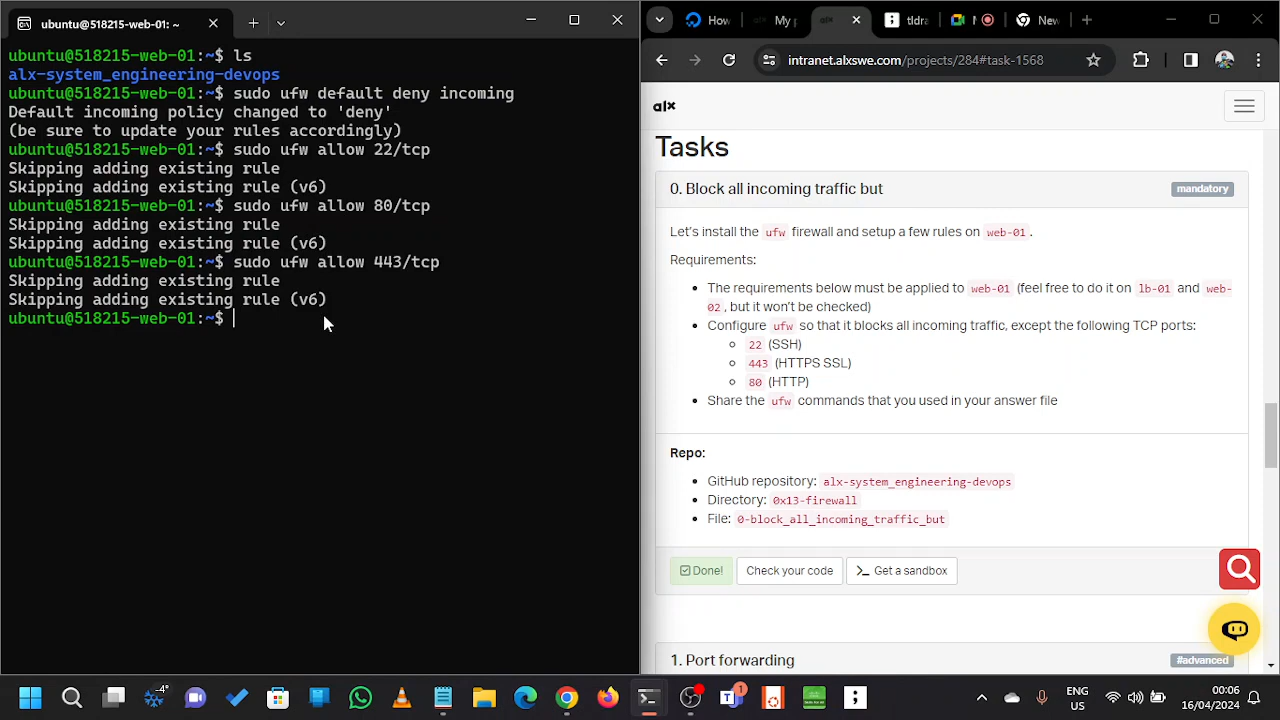 ubuntu@518215-web-01: ~
ubuntu@518215-web-01:~$ ls
alx-system_engineering-devops
ubuntu@518215-web-01:~$ sudo ufw default deny incoming
Default incoming policy changed to 'deny'
(be sure to update your rules accordingly)
ubuntu@518215-web-01:~$ sudo ufw allow 22/tcp
Skipping adding existing rule
Skipping adding existing rule (v6)
ubuntu@518215-web-01:~$ sudo ufw allow 80/tcp
Skipping adding existing rule
Skipping adding existing rule (v6)
ubuntu@518215-web-01:~$ sudo ufw allow 443/tcp
Skipping adding existing rule
Skipping adding existing rule (v6)
ubuntu@518215-web-01:~$
How
My p
alx
tldra
Nev
intranet.alxswe.com/projects/284#task-1568
alx
Tasks
0. Block all incoming traffic but
mandatory
Let's install the ufw firewall and setup a few rules on web-01.
Requirements:
The requirements below must be applied to web-01 (feel free to do it on lb-01 and web-
02, but it won't be checked)
Configure ufw so that it blocks all incoming traffic, except the following TCP ports:
22 (SSH)
443 (HTTPS SSL)
80 (HTTP)
Share the ufw commands that you used in your answer file
Repo:
GitHub repository: alx-system_engineering-devops
Directory: 0x13-firewall
File: 0-block_all_incoming_traffic_but
Done!
Check your code
Get a sandbox
1. Port forwarding
#advanced
-4°
1
ENG
US
00:06
16/04/2024